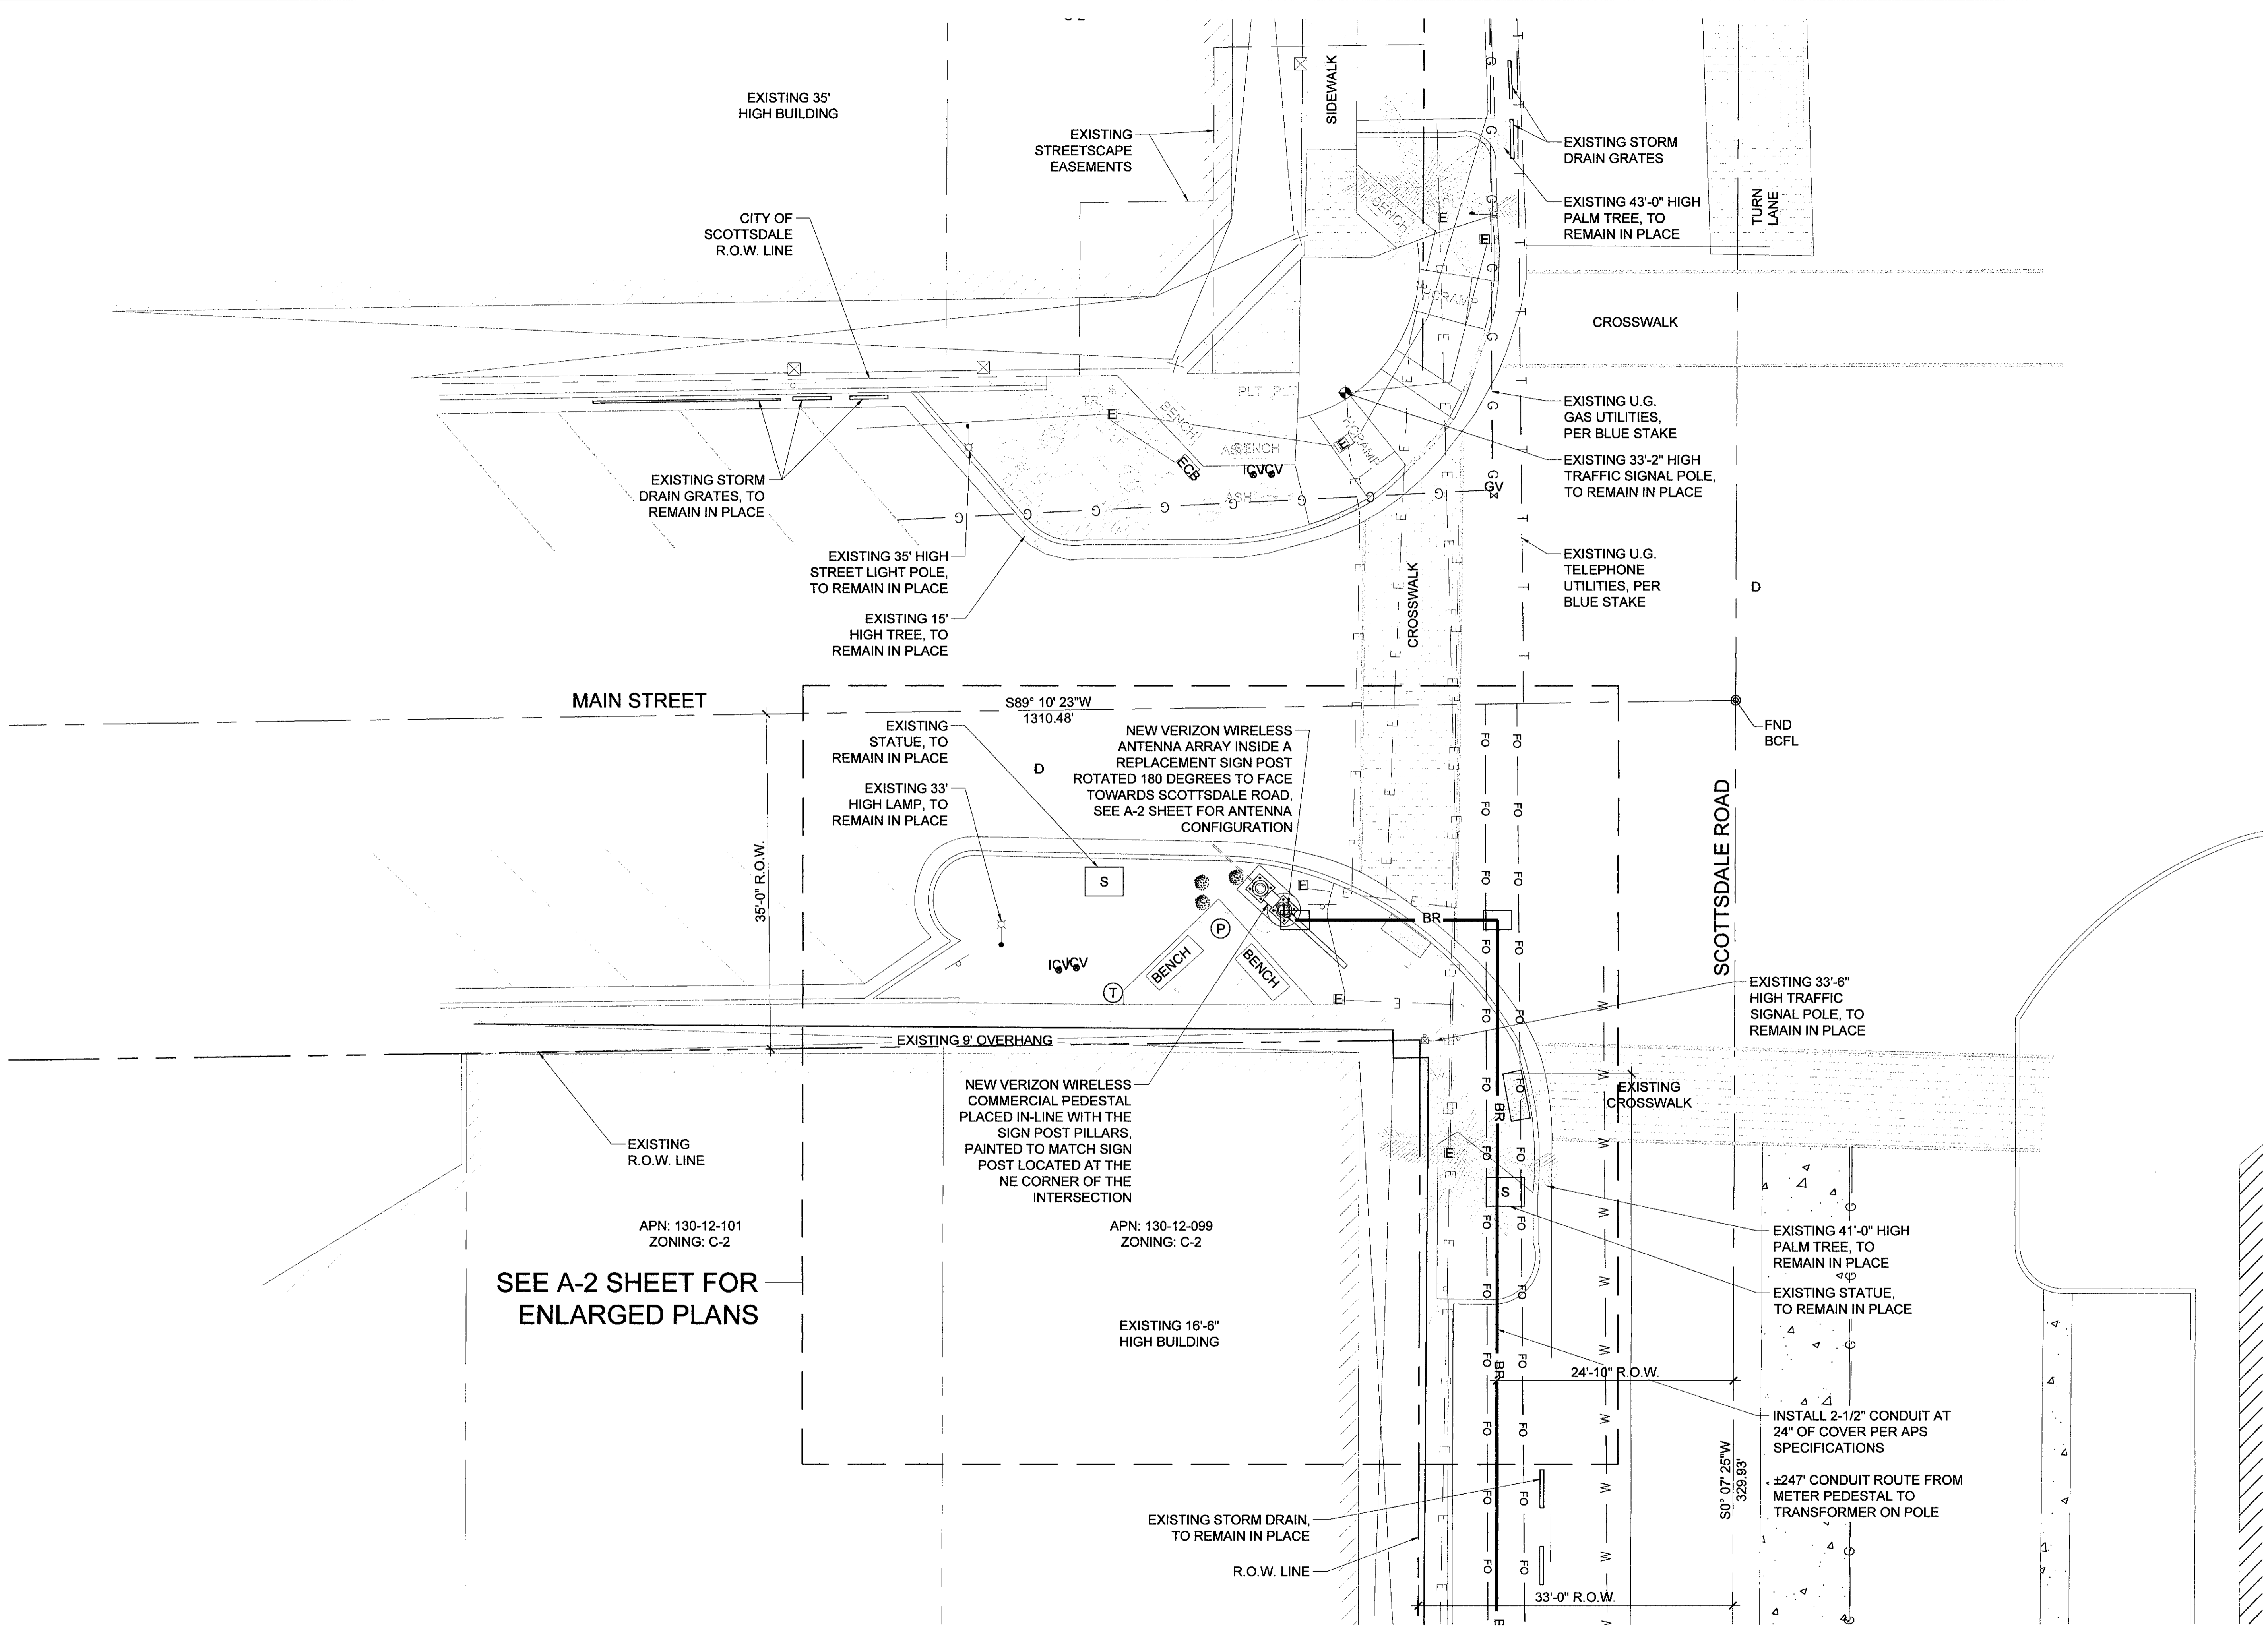 EXISTING 35'
HIGH BUILDING
EXISTING
STREETSCAPE
EASEMENTS
SIDEWALK
CITY OF
SCOTTSDALE
R.O.W. LINE
EXISTING STORM
DRAIN GRATES
EXISTING 43'-0" HIGH
PALM TREE, TO
REMAIN IN PLACE
TURN
LANE
BENCH
HCRAMP
CROSSWALK
PLT PLT
BENCH
BENCH
ECB
ICV ICV
HCRAMP
EXISTING U.G.
GAS UTILITIES,
PER BLUE STAKE
EXISTING 33'-2" HIGH
TRAFFIC SIGNAL POLE,
TO REMAIN IN PLACE
GV
EXISTING STORM
DRAIN GRATES, TO
REMAIN IN PLACE
EXISTING 35' HIGH
STREET LIGHT POLE,
TO REMAIN IN PLACE
EXISTING 15'
HIGH TREE, TO
REMAIN IN PLACE
CROSSWALK
EXISTING U.G.
TELEPHONE
UTILITIES, PER
BLUE STAKE
D
MAIN STREET
S89° 10' 23"W
1310.48'
FND
BCFL
EXISTING
STATUE, TO
REMAIN IN PLACE
D
EXISTING 33'
HIGH LAMP, TO
REMAIN IN PLACE
NEW VERIZON WIRELESS
ANTENNA ARRAY INSIDE A
REPLACEMENT SIGN POST
ROTATED 180 DEGREES TO FACE
TOWARDS SCOTTSDALE ROAD,
SEE A-2 SHEET FOR ANTENNA
CONFIGURATION
35'-0" R.O.W.
SCOTTSDALE ROAD
S
P
T
ICV ICV
BENCH
BENCH
E
E
BR
FO
FO
EXISTING 33'-6"
HIGH TRAFFIC
SIGNAL POLE, TO
REMAIN IN PLACE
EXISTING 9' OVERHANG
NEW VERIZON WIRELESS
COMMERCIAL PEDESTAL
PLACED IN-LINE WITH THE
SIGN POST PILLARS,
PAINTED TO MATCH SIGN
POST LOCATED AT THE
NE CORNER OF THE
INTERSECTION
EXISTING
CROSSWALK
BR
W
E
S
EXISTING
R.O.W. LINE
APN: 130-12-101
ZONING: C-2
APN: 130-12-099
ZONING: C-2
SEE A-2 SHEET FOR
ENLARGED PLANS
EXISTING 16'-6"
HIGH BUILDING
EXISTING 41'-0" HIGH
PALM TREE, TO
REMAIN IN PLACE
EXISTING STATUE,
TO REMAIN IN PLACE
BR
24'-10" R.O.W.
INSTALL 2-1/2" CONDUIT AT
24" OF COVER PER APS
SPECIFICATIONS
±247' CONDUIT ROUTE FROM
METER PEDESTAL TO
TRANSFORMER ON POLE
S0° 07' 25"W
329.93'
EXISTING STORM DRAIN,
TO REMAIN IN PLACE
R.O.W. LINE
33'-0" R.O.W.